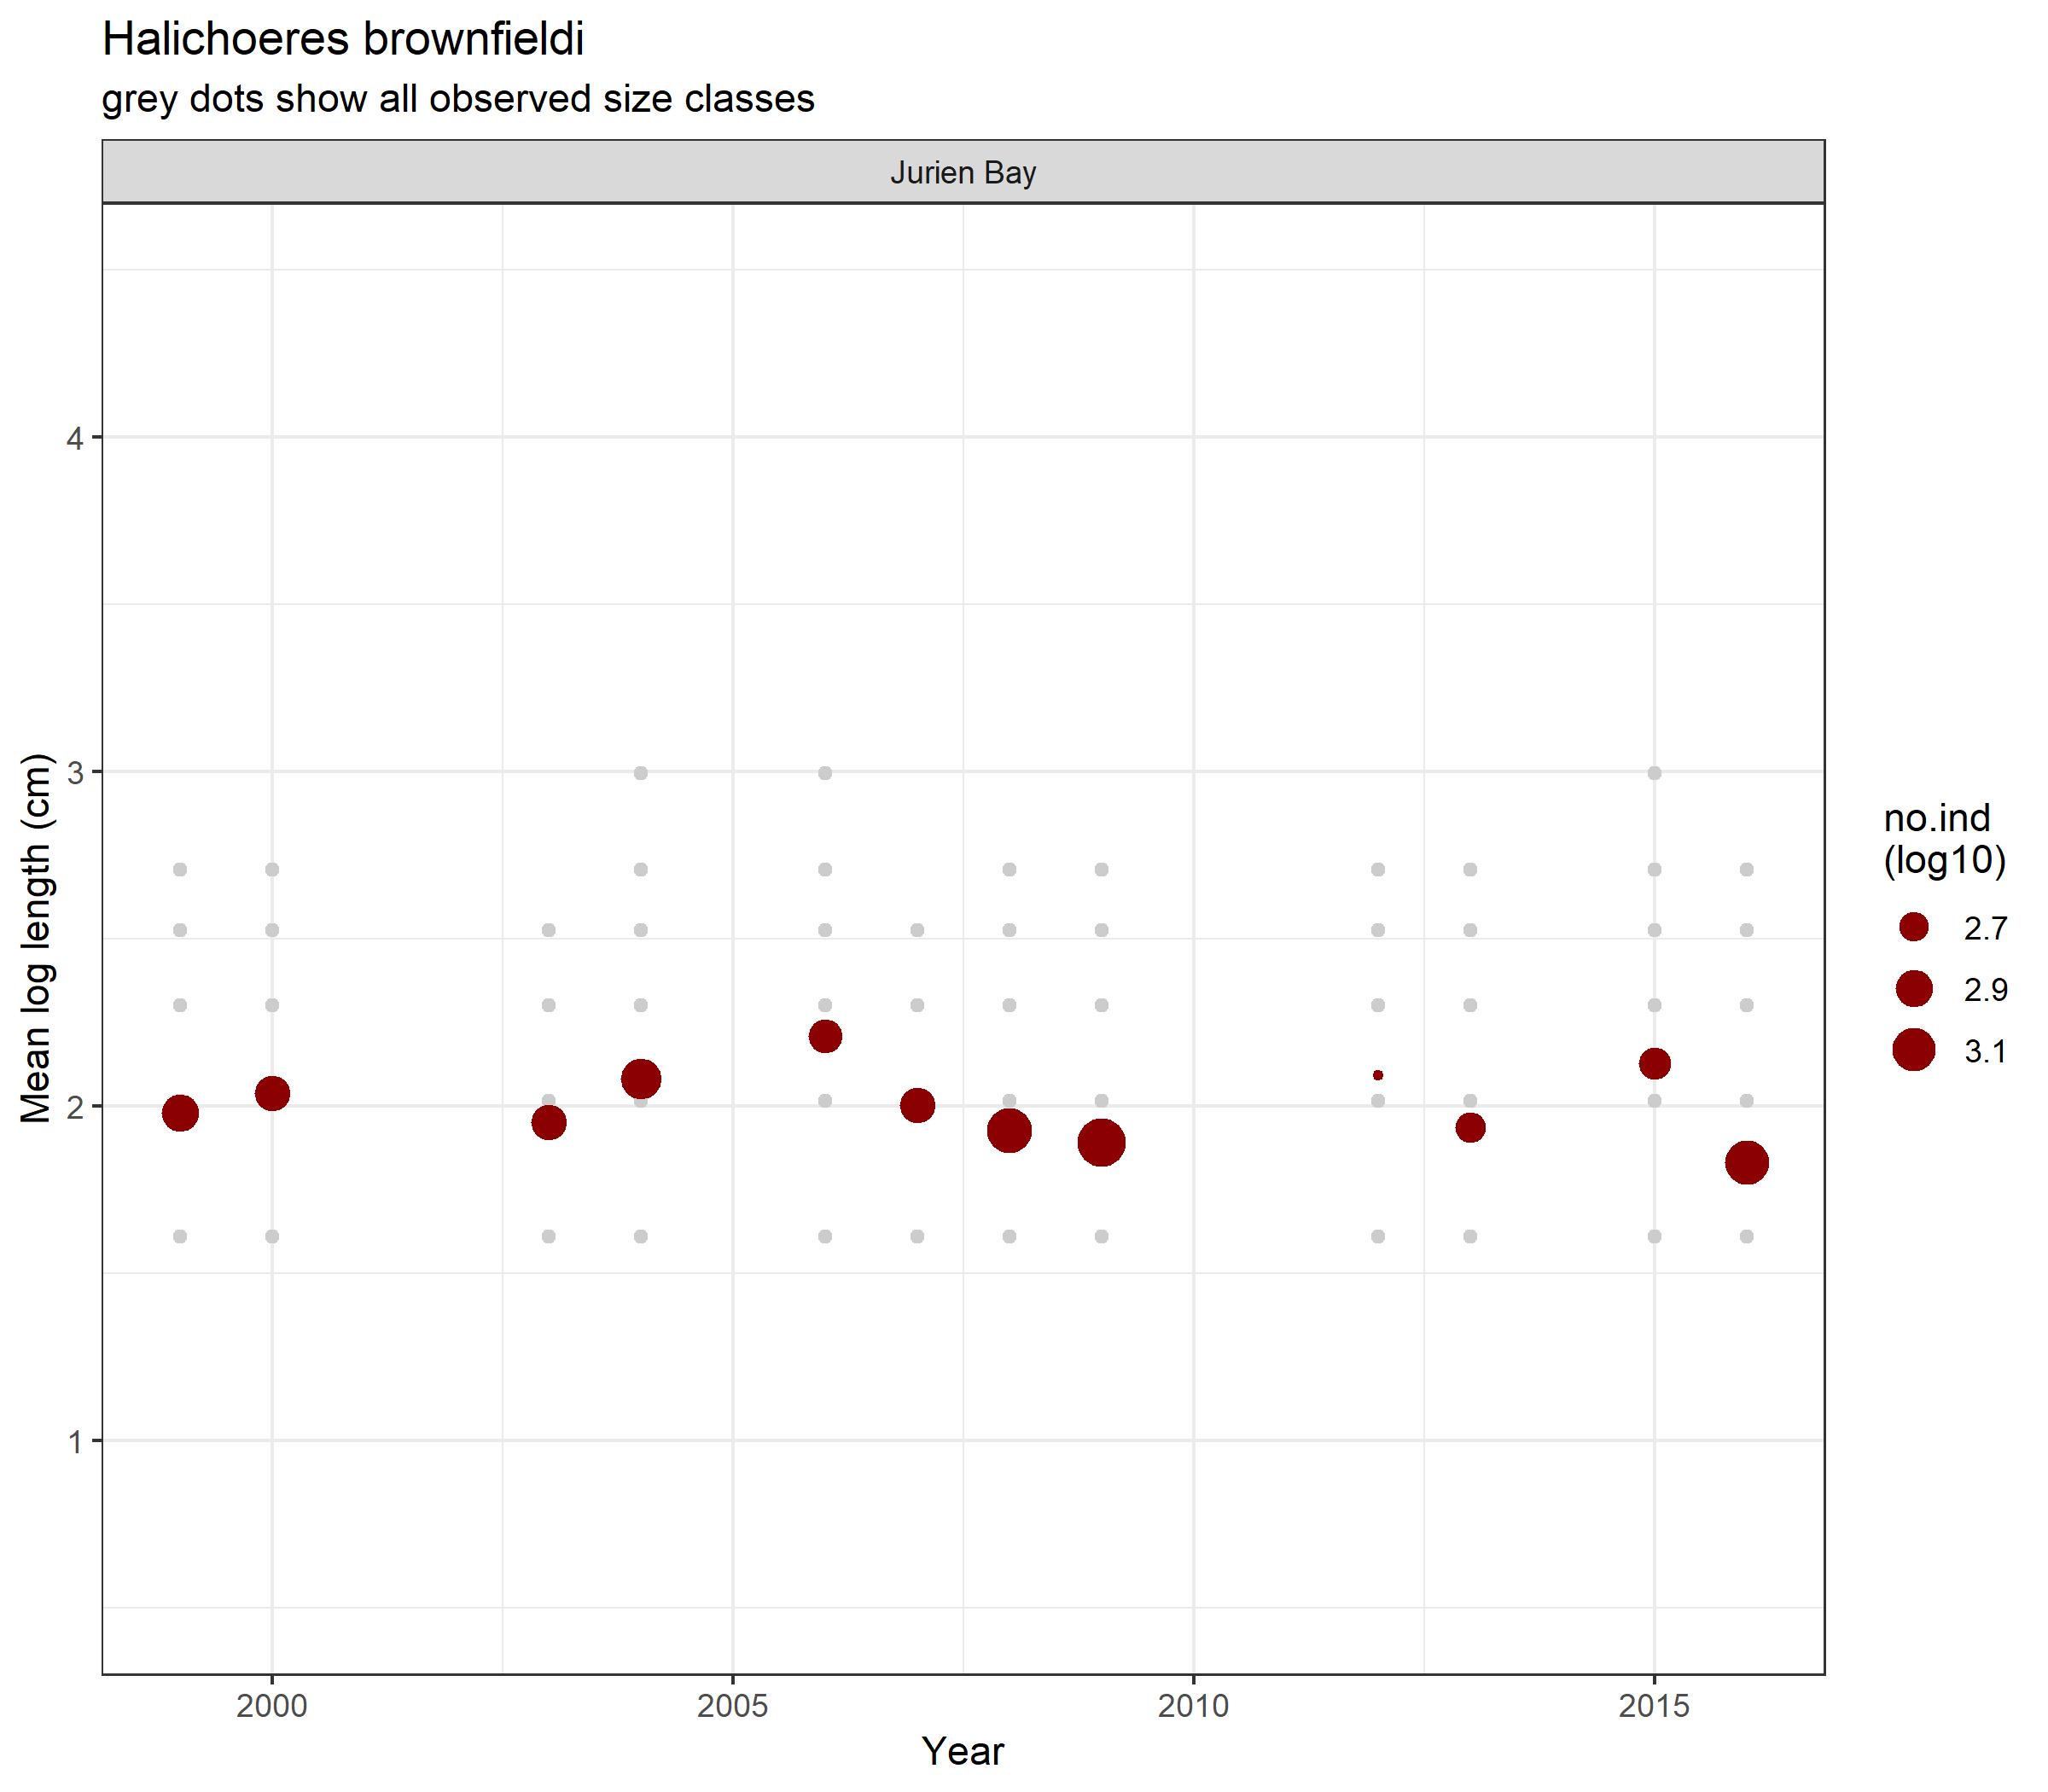 Halichoeres brownfieldi
grey dots show all observed size classes
Jurien Bay
4
3
2
1
Mean log length (cm)
2000 2005 2010 2015
Year
no.ind
(log10)
2.7
2.9
3.1